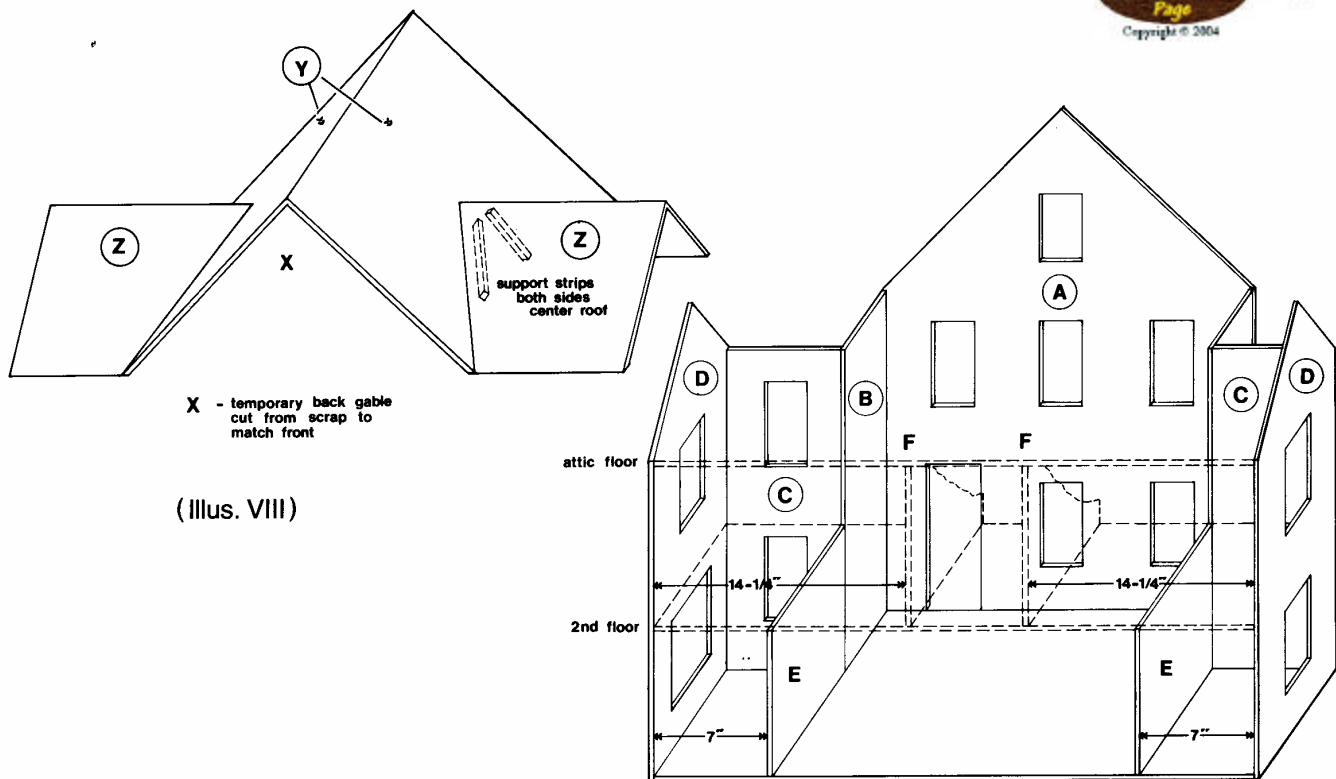 Page
Copyright © 2004
Y
Z
X
Z
support strips
both sides
center roof
X - temporary back gable
cut from scrap to
match front
(Illus. VIII)
A
D
B
C
D
F
F
attic floor
C
14-1/4"
14-1/4"
2nd floor
E
E
7"
7"